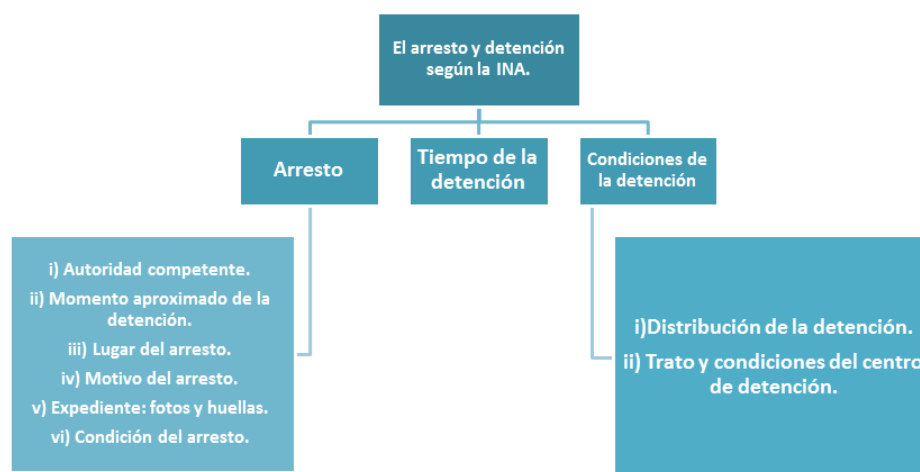 El arresto y detención
según la INA.
Arresto
Tiempo de la
detención
Condiciones de
la detención
i) Autoridad competente.
ii) Momento aproximado de la
detención.
iii) Lugar del arresto.
iv) Motivo del arresto.
v) Expediente: fotos y huellas.
vi) Condición del arresto.
i)Distribución de la detención.
ii) Trato y condiciones del centro
de detención.